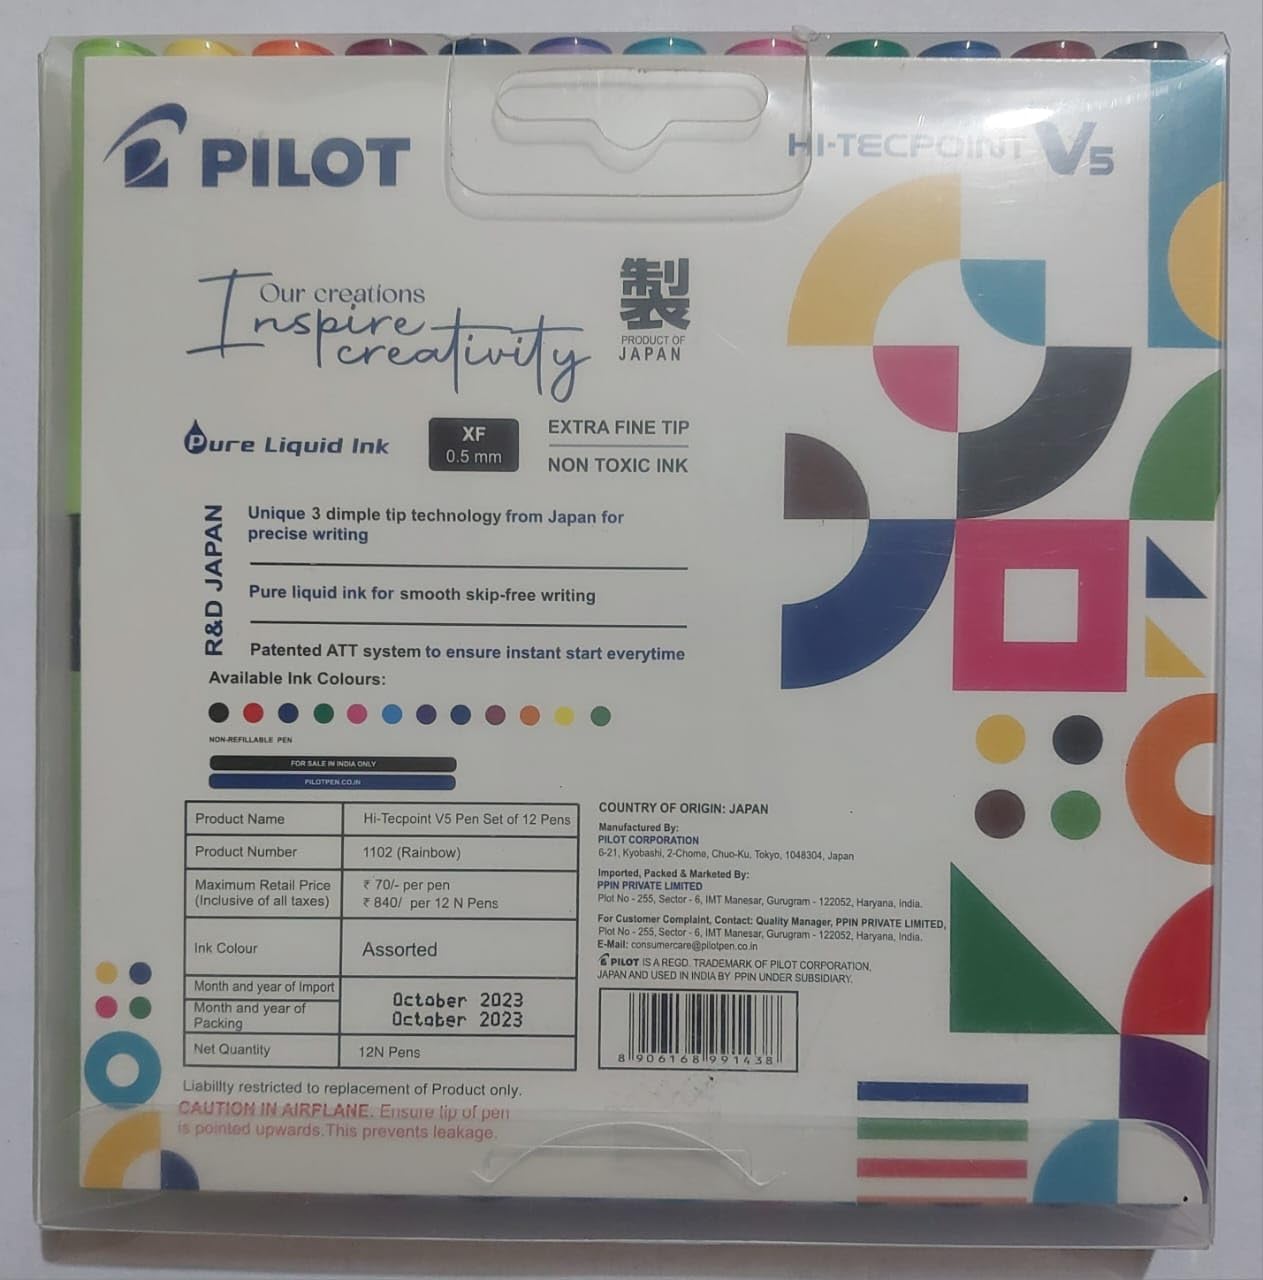 PILOT
HI-TECPOINT V5
Our creations
Inspire
creativity
製
PRODUCT OF
JAPAN
Pure Liquid Ink
XF
0.5 mm
EXTRA FINE TIP
NON TOXIC INK
R&D JAPAN
Unique 3 dimple tip technology from Japan for
precise writing
Pure liquid ink for smooth skip-free writing
Patented ATT system to ensure instant start everytime
Available Ink Colours:
NON-REFILLABLE PEN
FOR SALE IN INDIA ONLY
PILOTPEN.CO.IN
Product Name Hi-Tecpoint V5 Pen Set of 12 Pens
Product Number 1102 (Rainbow)
Maximum Retail Price ₹ 70/- per pen
(Inclusive of all taxes) ₹ 840/ per 12 N Pens
Ink Colour Assorted
Month and year of Import October 2023
Month and year of October 2023
Packing
Net Quantity 12N Pens
COUNTRY OF ORIGIN: JAPAN
Manufactured By:
PILOT CORPORATION
6-21, Kyobashi, 2-Chome, Chuo-Ku, Tokyo, 1048304, Japan
Imported, Packed & Marketed By:
PPIN PRIVATE LIMITED
Plot No - 255, Sector - 6, IMT Manesar, Gurugram - 122052, Haryana, India.
For Customer Complaint, Contact: Quality Manager, PPIN PRIVATE LIMITED,
Plot No - 255, Sector - 6, IMT Manesar, Gurugram - 122052, Haryana, India.
E-Mail: consumercare@pilotpen.co.in
PILOT IS A REGD. TRADEMARK OF PILOT CORPORATION,
JAPAN AND USED IN INDIA BY PPIN UNDER SUBSIDIARY.
8 906168 991438
Liabillty restricted to replacement of Product only.
CAUTION IN AIRFLANE. Ensure tip of pen
is pointed upwards.This prevents leakage.